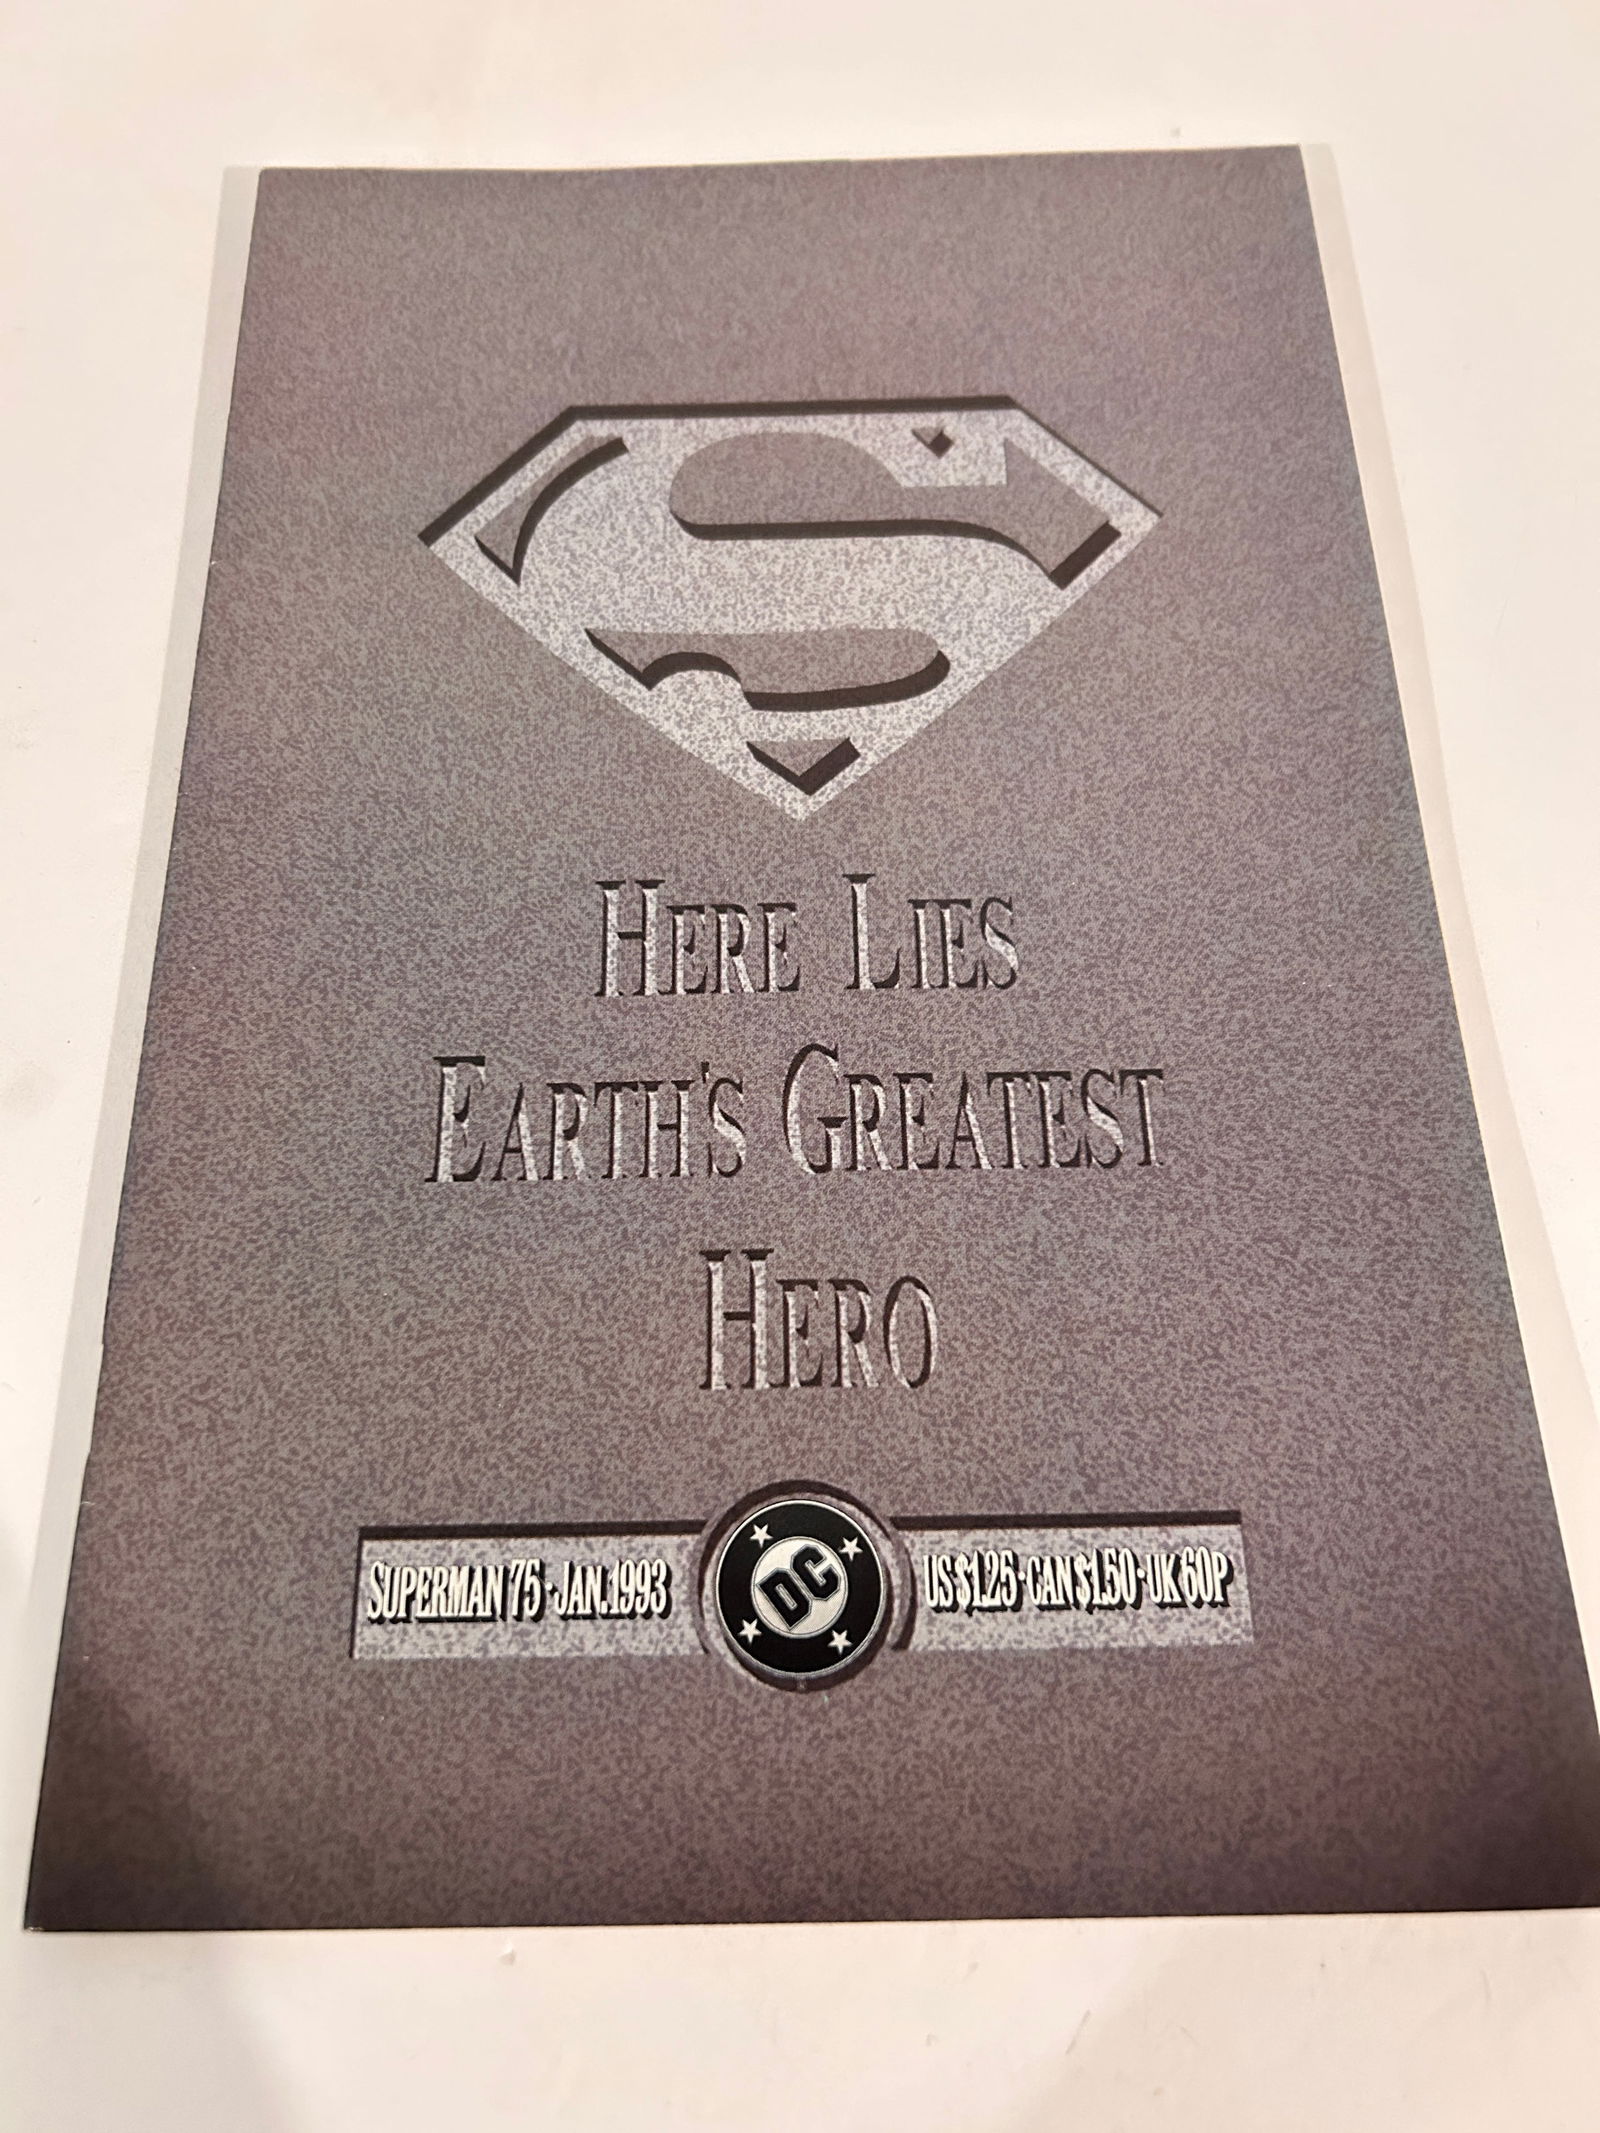 HERE LIES
EARTH'S GREATEST
HERO
SUPERMAN 75 · JAN. 1993
DC
US $1.25 · CAN $1.50 · UK 60P